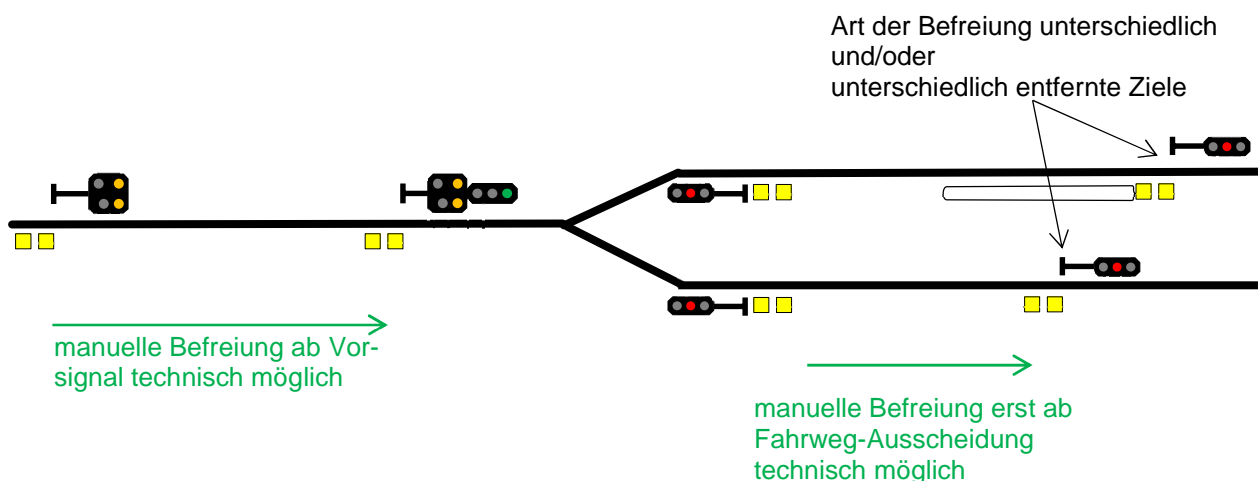 Art der Befreiung unterschiedlich
und/oder
unterschiedlich entfernte Ziele
manuelle Befreiung ab Vor-
signal technisch möglich
manuelle Befreiung erst ab
Fahrweg-Ausscheidung
technisch möglich